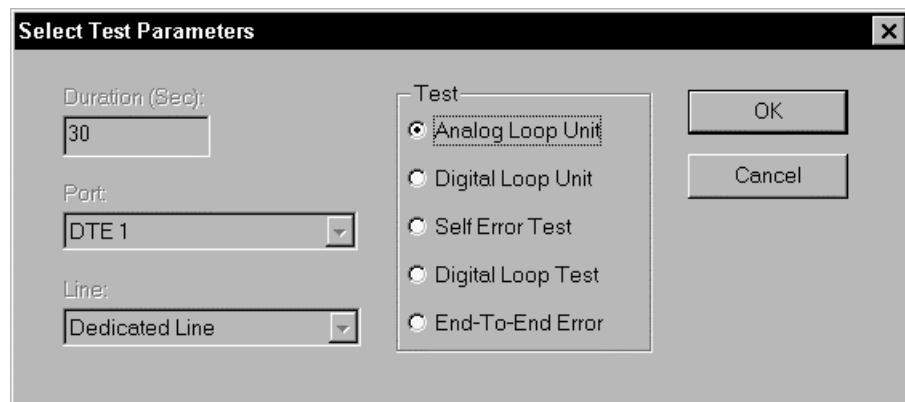 Select Test Parameters
Duration (Sec):
30
Port:
DTE 1
Line:
Dedicated Line
Test
Analog Loop Unit
Digital Loop Unit
Self Error Test
Digital Loop Test
End-To-End Error
OK
Cancel